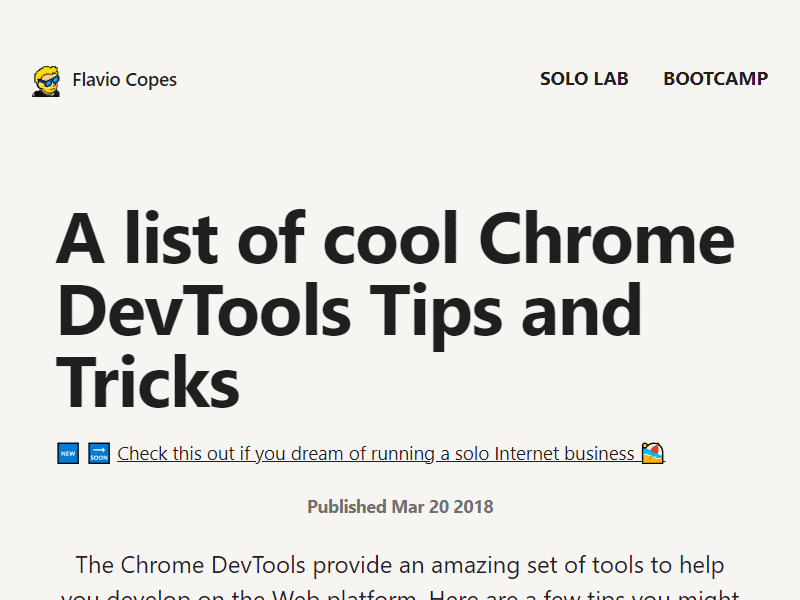 Flavio Copes
SOLO LAB
BOOTCAMP
A list of cool Chrome
DevTools Tips and
Tricks
NEW SOON Check this out if you dream of running a solo Internet business
Published Mar 20 2018
The Chrome DevTools provide an amazing set of tools to help
you develop on the Web platform. Here are a few tips you might